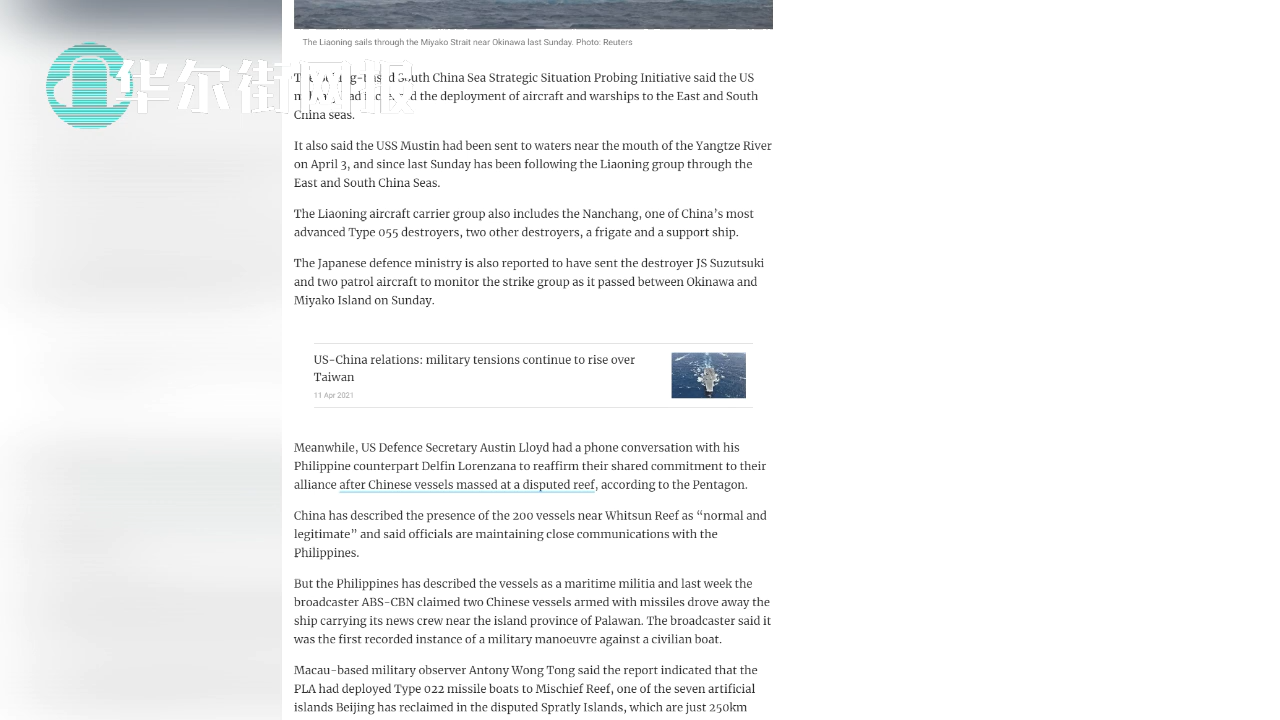 The Liaoning sails through the Miyako Strait near Okinawa last Sunday. Photo: Reuters
华尔街网报
South China Sea Strategic Situation Probing Initiative said the US
the deployment of aircraft and warships to the East and South
China seas.
It also said the USS Mustin had been sent to waters near the mouth of the Yangtze River
on April 3, and since last Sunday has been following the Liaoning group through the
East and South China Seas.
The Liaoning aircraft carrier group also includes the Nanchang, one of China’s most
advanced Type 055 destroyers, two other destroyers, a frigate and a support ship.
The Japanese defence ministry is also reported to have sent the destroyer JS Suzutsuki
and two patrol aircraft to monitor the strike group as it passed between Okinawa and
Miyako Island on Sunday.
US-China relations: military tensions continue to rise over
Taiwan
11 Apr 2021
Meanwhile, US Defence Secretary Austin Lloyd had a phone conversation with his
Philippine counterpart Delfin Lorenzana to reaffirm their shared commitment to their
alliance after Chinese vessels massed at a disputed reef, according to the Pentagon.
China has described the presence of the 200 vessels near Whitsun Reef as “normal and
legitimate” and said officials are maintaining close communications with the
Philippines.
But the Philippines has described the vessels as a maritime militia and last week the
broadcaster ABS-CBN claimed two Chinese vessels armed with missiles drove away the
ship carrying its news crew near the island province of Palawan. The broadcaster said it
was the first recorded instance of a military manoeuvre against a civilian boat.
Macau-based military observer Antony Wong Tong said the report indicated that the
PLA had deployed Type 022 missile boats to Mischief Reef, one of the seven artificial
islands Beijing has reclaimed in the disputed Spratly Islands, which are just 250km